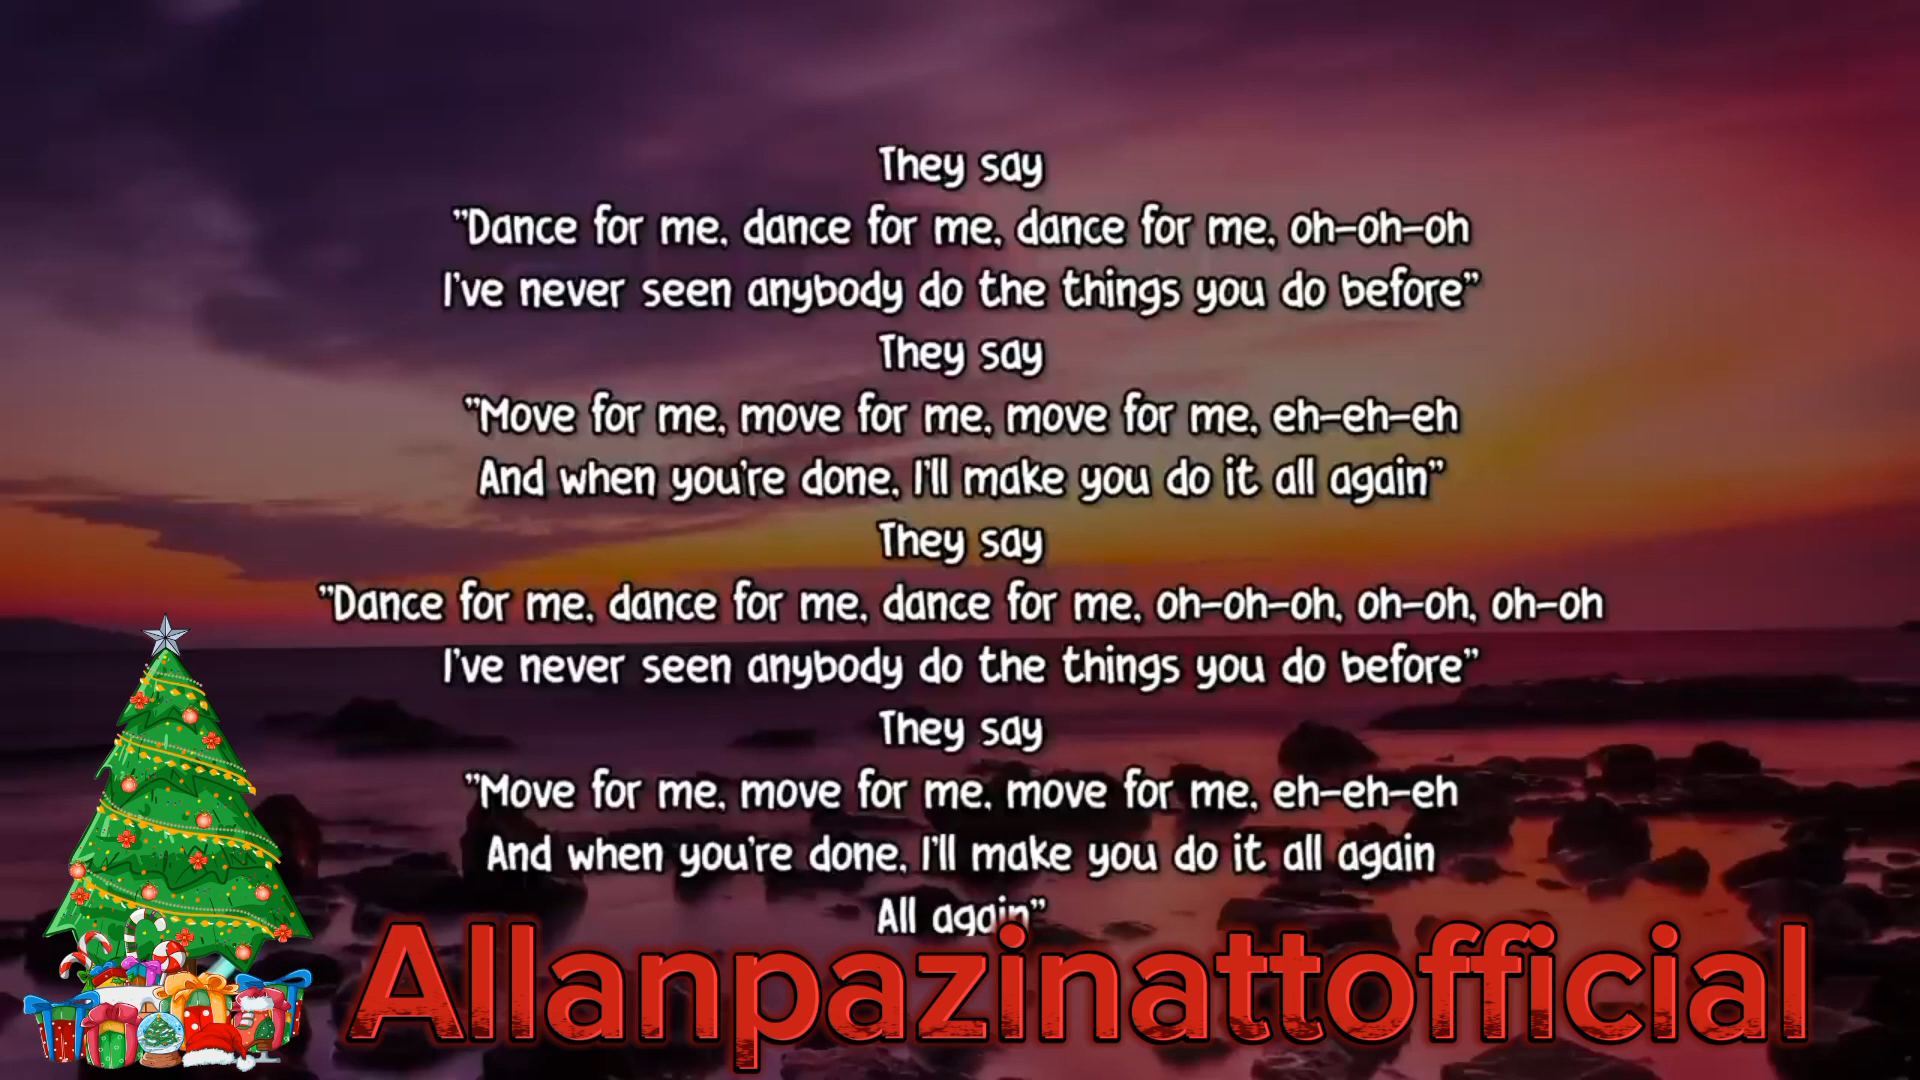 They say
"Dance for me, dance for me, dance for me, oh-oh-oh
I've never seen anybody do the things you do before"
They say
"Move for me, move for me, move for me, eh-eh-eh
And when you're done, I'll make you do it all again"
They say
"Dance for me, dance for me, dance for me, oh-oh-oh, oh-oh, oh-oh
I've never seen anybody do the things you do before"
They say
"Move for me, move for me, move for me, eh-eh-eh
And when you're done, I'll make you do it all again
All again"
Allanpazinattofficial